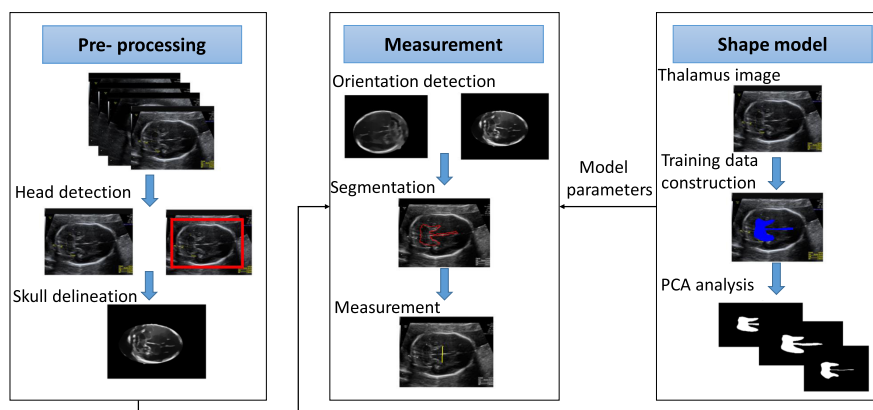 Pre- processing
Head detection
Skull delineation
Measurement
Orientation detection
Segmentation
Measurement
Model
parameters
Shape model
Thalamus image
Training data
construction
PCA analysis